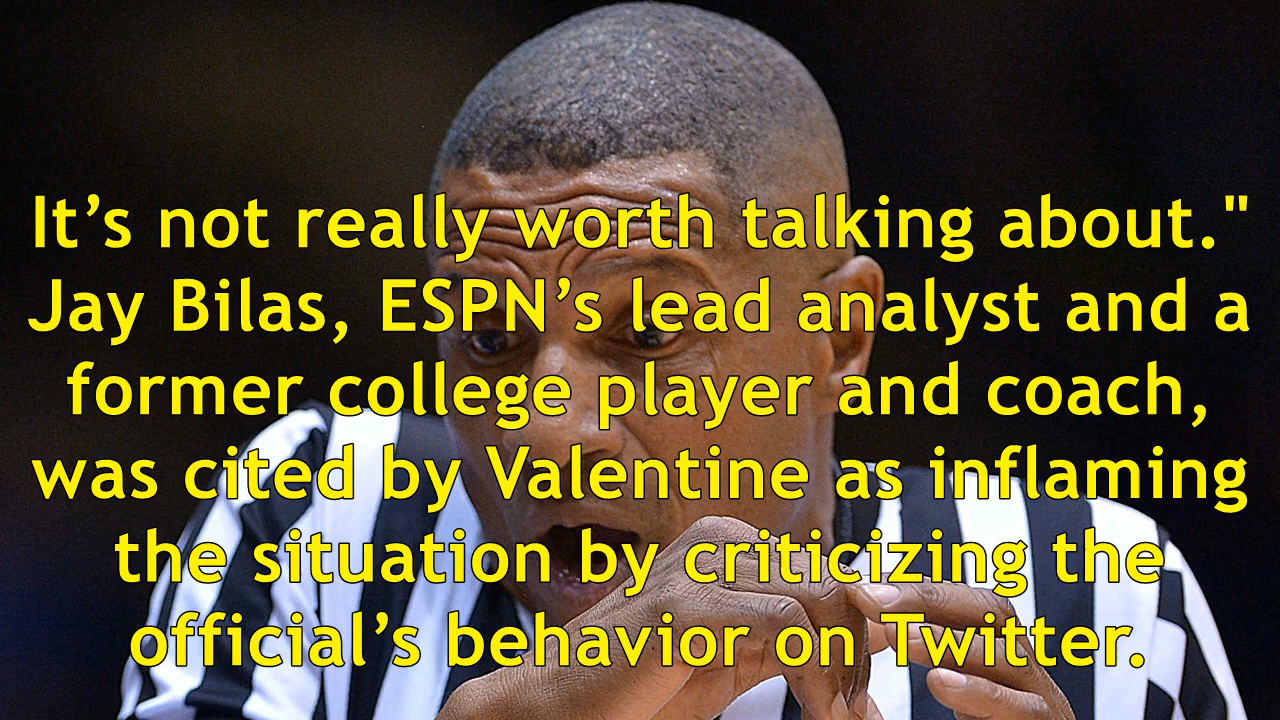 It’s not really worth talking about."
Jay Bilas, ESPN’s lead analyst and a
former college player and coach,
was cited by Valentine as inflaming
the situation by criticizing the
official’s behavior on Twitter.